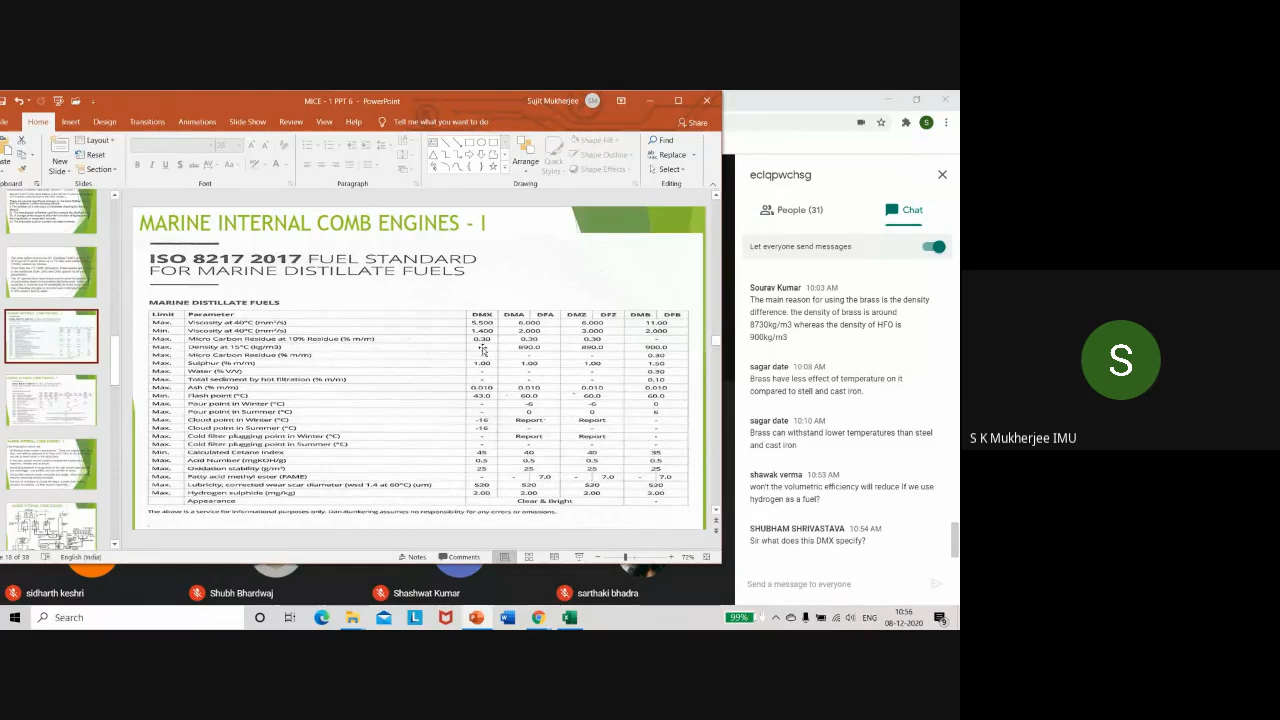 MICE - 1 PPT 6 - PowerPoint
Sujit Mukherjee
SM
Home Insert Design Transitions Animations Slide Show Review View Help Tell me what you want to do
Share
New Slide
Layout
Reset
Section
Slides
Font
Paragraph
Arrange
Quick Styles
Shape Fill
Shape Outline
Shape Effects
Drawing
Find
Replace
Select
Editing
MARINE INTERNAL COMB ENGINES - I
ISO 8217 2017 FUEL STANDARD
FOR MARINE DISTILLATE FUELS
MARINE DISTILLATE FUELS
Limit Parameter DMX DMA DFA DMZ DFZ DMB DFB
Max. Viscosity at 40°C (mm²/s) 5.500 6.000 6.000 11.00
Min. Viscosity at 40°C (mm²/s) 1.400 2.000 3.000 2.000
Max. Micro Carbon Residue at 10% Residue (% m/m) 0.30 0.30 0.30 -
Max. Density at 15°C (kg/m3) 890.0 890.0 900.0
Max. Micro Carbon Residue (% m/m) - - - 0.30
Max. Sulphur (% m/m) 1.00 1.00 1.00 1.50
Max. Water (% V/V) - - - 0.30
Max. Total sediment by hot filtration (% m/m) - - - 0.10
Max. Ash (% m/m) 0.010 0.010 0.010 0.010
Min. Flash point (°C) 43.0 60.0 60.0 60.0
Max. Pour point in Winter (°C) - -6 -6 0
Max. Pour point in Summer (°C) - 0 0 6
Max. Cloud point in Winter (°C) -16 Report Report -
Max. Cloud point in Summer (°C) -16 - - -
Max. Cold filter plugging point in Winter (°C) - Report Report -
Max. Cold filter plugging point in Summer (°C) - - - -
Min. Calculated Cetane Index 45 40 40 35
Max. Acid Number (mgKOH/g) 0.5 0.5 0.5 0.5
Max. Oxidation stability (g/m³) 25 25 25 25
Max. Fatty acid methyl ester (FAME) - - 7.0 - 7.0 - 7.0
Max. Lubricity, corrected wear scar diameter (wsd 1.4 at 60°C) (um) 520 520 520 520
Max. Hydrogen sulphide (mg/kg) 2.00 2.00 2.00 2.00
Appearance Clear & Bright -
The above is a service for informational purposes only. Dan-Bunkering assumes no responsibility for any errors or omissions.
18 of 38
English (India)
Notes
Comments
72%
sidharth keshri
Shubh Bhardwaj
Shashwat Kumar
sarthaki bhadra
Search
99%
ENG
10:56
08-12-2020
S
eclqpwchsg
People (31)
Chat
Let everyone send messages
Sourav Kumar 10:03 AM
The main reason for using the brass is the density
difference. the density of brass is around
8730kg/m3 whereas the density of HFO is
900kg/m3
sagar date 10:08 AM
Brass have less effect of temperature on it
compared to stell and cast iron.
sagar date 10:10 AM
Brass can withstand lower temperatures than steel
and cast iron
shawak verma 10:53 AM
won't the volumetric efficiency will reduce If we use
hydrogen as a fuel?
SHUBHAM SHRIVASTAVA 10:54 AM
Sir what does this DMX specify?
Send a message to everyone
S
S K Mukherjee IMU